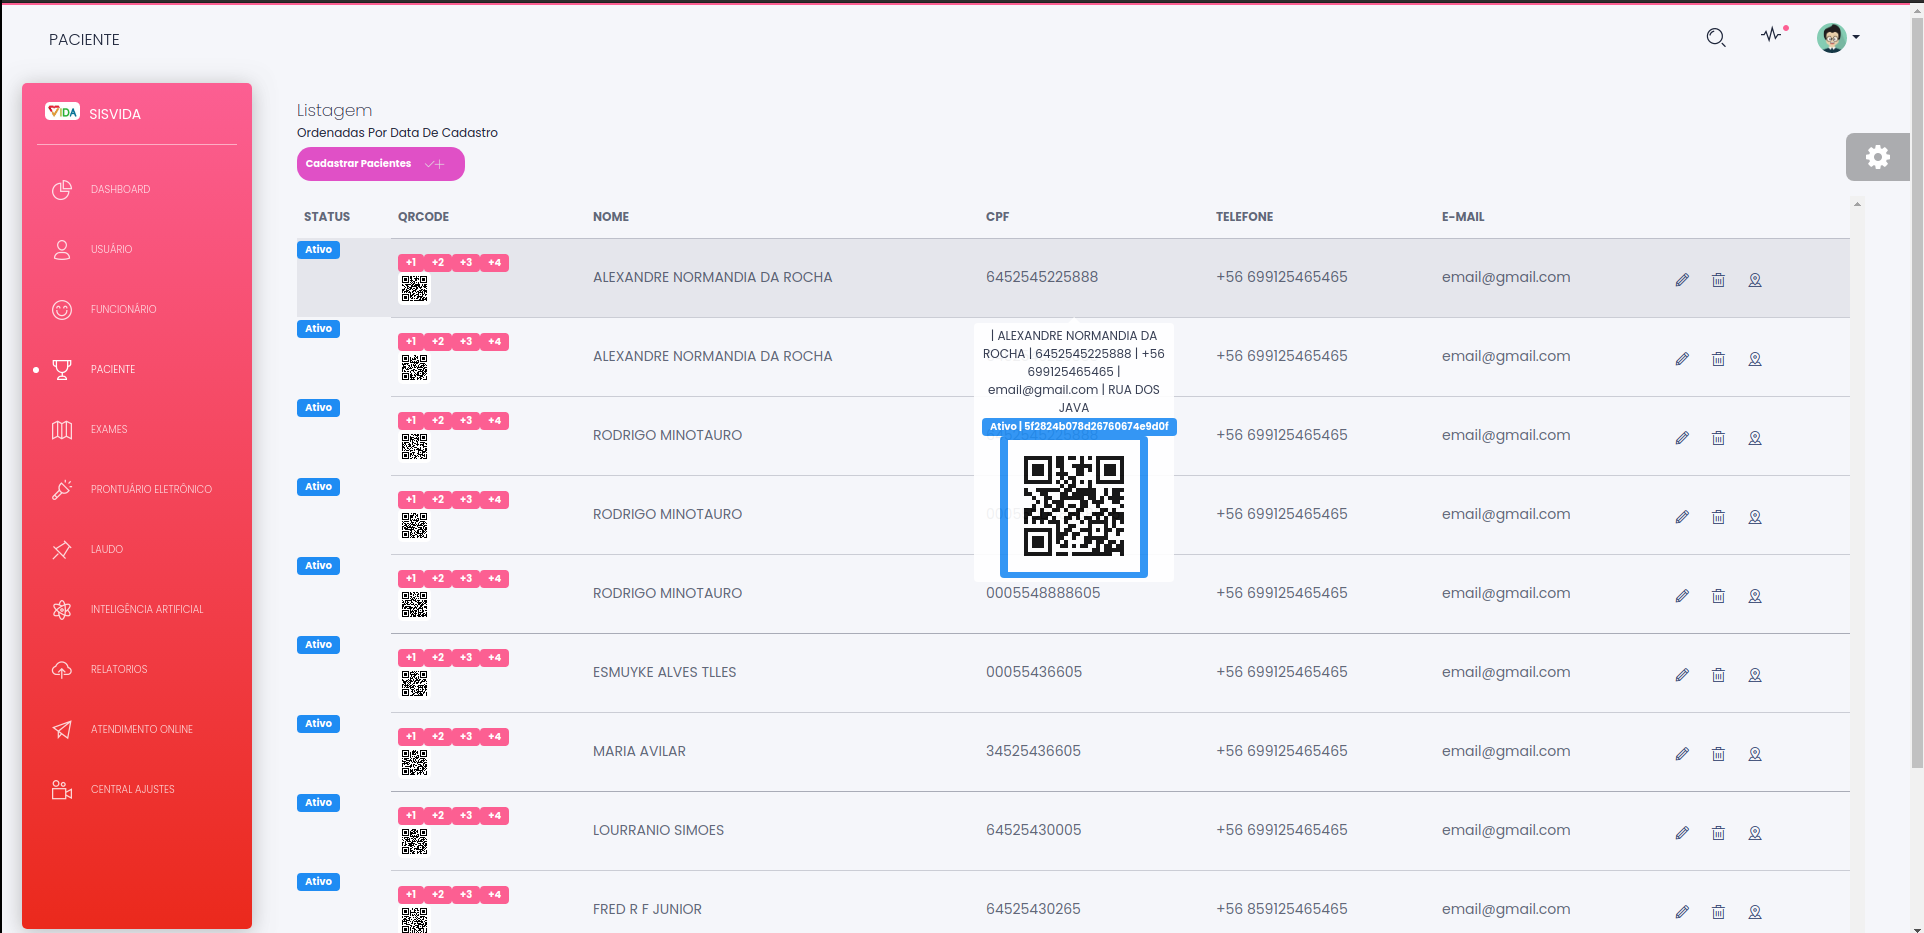 PACIENTE
VIDA SISVIDA
DASHBOARD
USUÁRIO
FUNCIONÁRIO
PACIENTE
EXAMES
PRONTUÁRIO ELETRÔNICO
LAUDO
INTELIGÊNCIA ARTIFICIAL
RELATORIOS
ATENDIMENTO ONLINE
CENTRAL AJUSTES
Listagem
Ordenadas Por Data De Cadastro
Cadastrar Pacientes
STATUS QRCODE NOME CPF TELEFONE E-MAIL
Ativo
+1 +2 +3 +4
ALEXANDRE NORMANDIA DA ROCHA 6452545225888 +56 699125465465 email@gmail.com
Ativo
+1 +2 +3 +4
ALEXANDRE NORMANDIA DA ROCHA +56 699125465465 email@gmail.com
| ALEXANDRE NORMANDIA DA
ROCHA | 6452545225888 | +56
699125465465 |
email@gmail.com | RUA DOS
JAVA
Ativo | 5f2824b078d26760674e9d0f
Ativo
+1 +2 +3 +4
RODRIGO MINOTAURO +56 699125465465 email@gmail.com
Ativo
+1 +2 +3 +4
RODRIGO MINOTAURO +56 699125465465 email@gmail.com
Ativo
+1 +2 +3 +4
RODRIGO MINOTAURO 0005548888605 +56 699125465465 email@gmail.com
Ativo
+1 +2 +3 +4
ESMUYKE ALVES TLLES 00055436605 +56 699125465465 email@gmail.com
Ativo
+1 +2 +3 +4
MARIA AVILAR 34525436605 +56 699125465465 email@gmail.com
Ativo
+1 +2 +3 +4
LOURRANIO SIMOES 64525430005 +56 699125465465 email@gmail.com
Ativo
+1 +2 +3 +4
FRED R F JUNIOR 64525430265 +56 859125465465 email@gmail.com